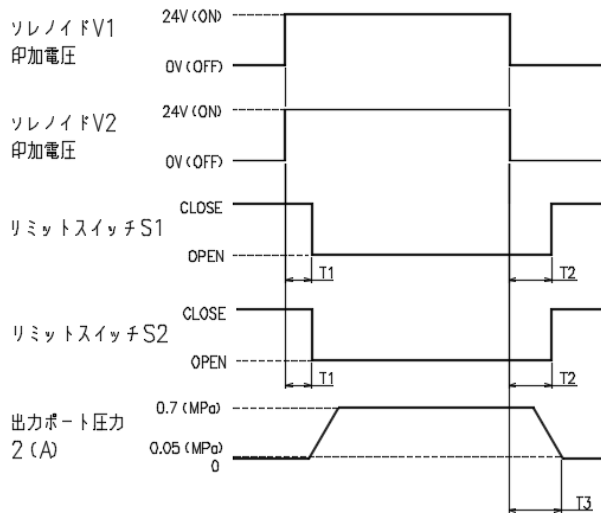 ソレノイドV1
印加電圧
24V(ON)
0V(OFF)
ソレノイドV2
印加電圧
24V(ON)
0V(OFF)
リミットスイッチS1
CLOSE
OPEN
T1
T2
リミットスイッチS2
CLOSE
OPEN
T1
T2
出力ポート圧力
2(A)
0.7(MPa)
0.05(MPa)
0
T3